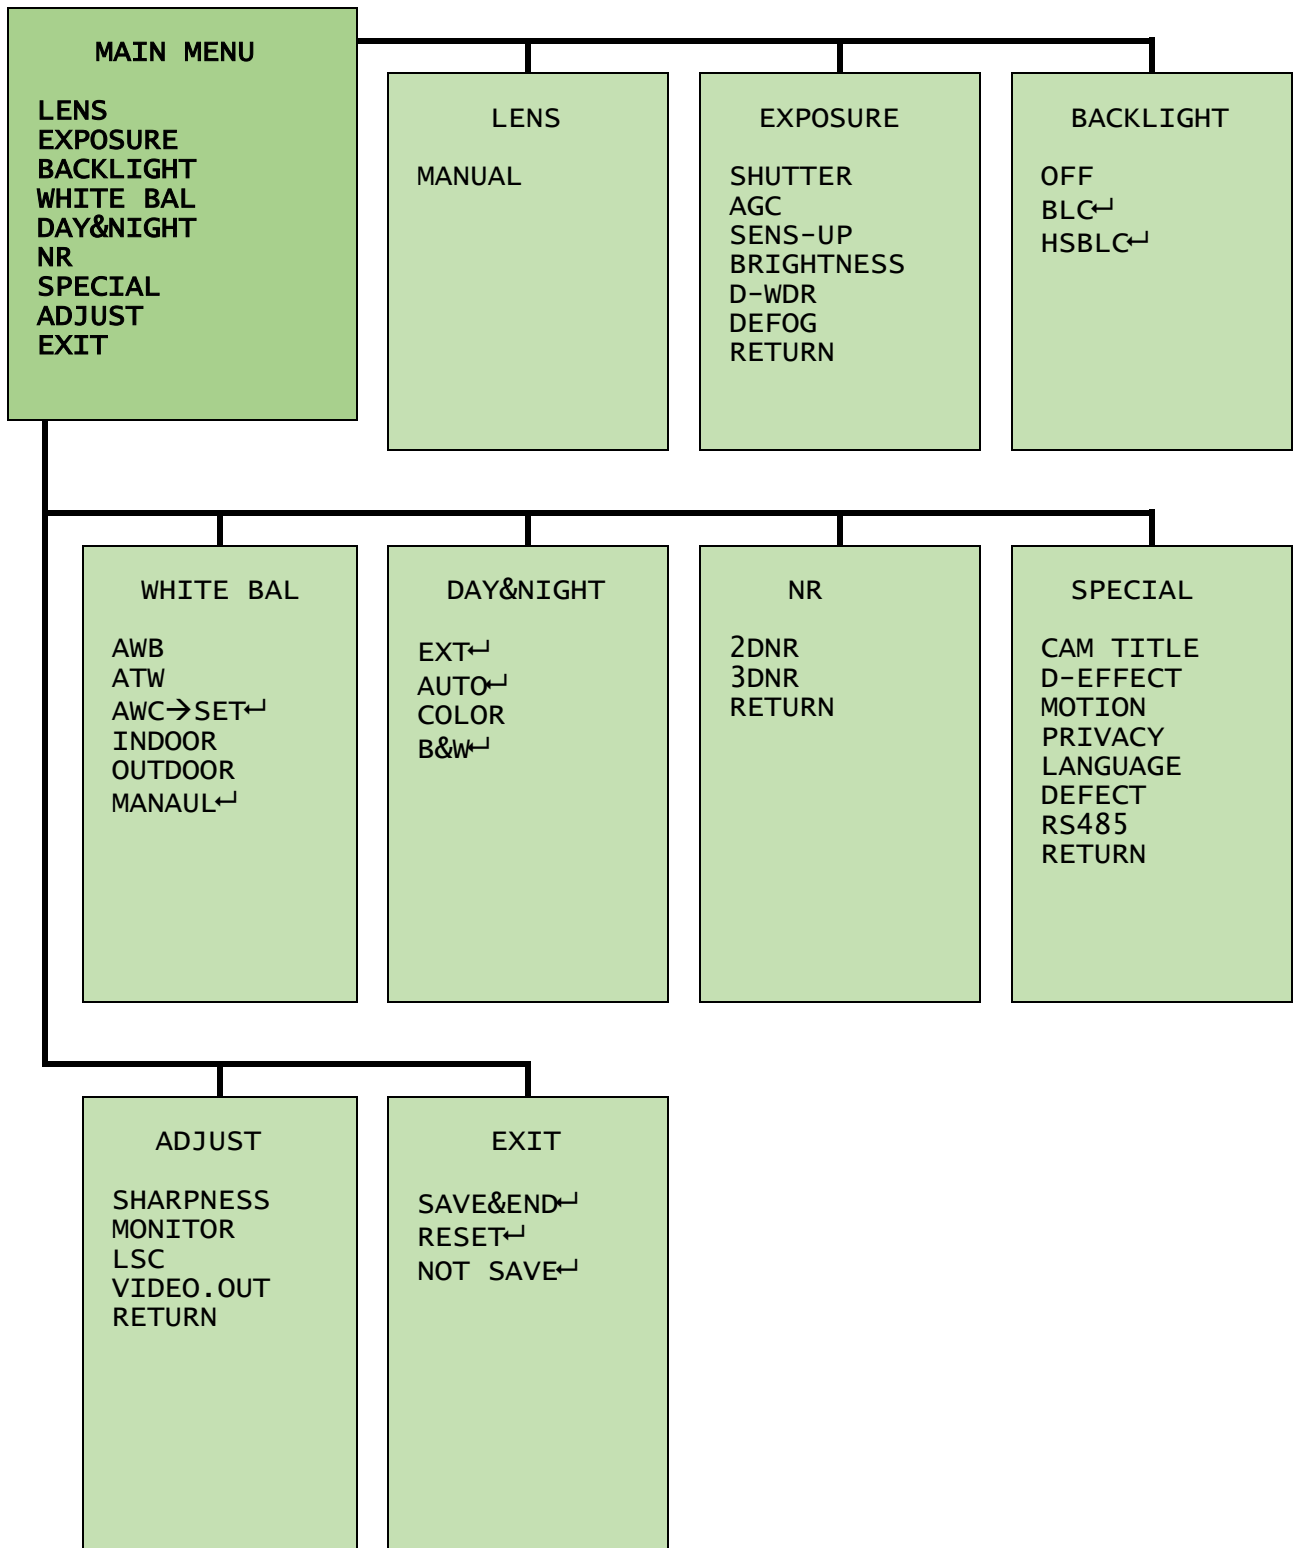 MAIN MENU
LENS
EXPOSURE
BACKLIGHT
WHITE BAL
DAY&NIGHT
NR
SPECIAL
ADJUST
EXIT
LENS
MANUAL
EXPOSURE
SHUTTER
AGC
SENS-UP
BRIGHTNESS
D-WDR
DEFOG
RETURN
BACKLIGHT
OFF
BLC↵
HSBLC↵
WHITE BAL
AWB
ATW
AWC→SET↵
INDOOR
OUTDOOR
MANAUL↵
DAY&NIGHT
EXT↵
AUTO↵
COLOR
B&W↵
NR
2DNR
3DNR
RETURN
SPECIAL
CAM TITLE
D-EFFECT
MOTION
PRIVACY
LANGUAGE
DEFECT
RS485
RETURN
ADJUST
SHARPNESS
MONITOR
LSC
VIDEO.OUT
RETURN
EXIT
SAVE&END↵
RESET↵
NOT SAVE↵